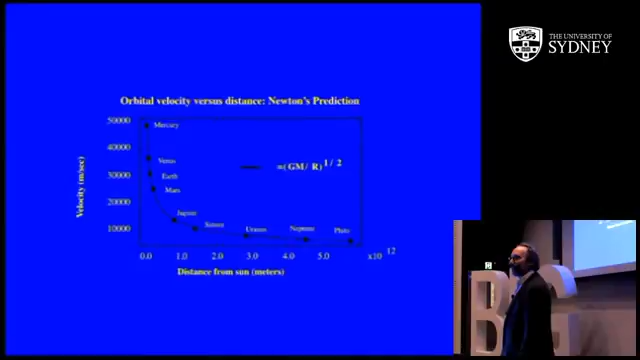 THE UNIVERSITY OF
SYDNEY
Orbital velocity versus distance: Newton's Prediction
50000
40000
30000
20000
10000
Velocity (m/sec)
Mercury
Venus
Earth
Mars
Jupiter
Saturn
Uranus
Neptune
Pluto
=(GM/ R)1/2
0.0 1.0 2.0 3.0 4.0 5.0 x10 12
Distance from sun (meters)
BIG